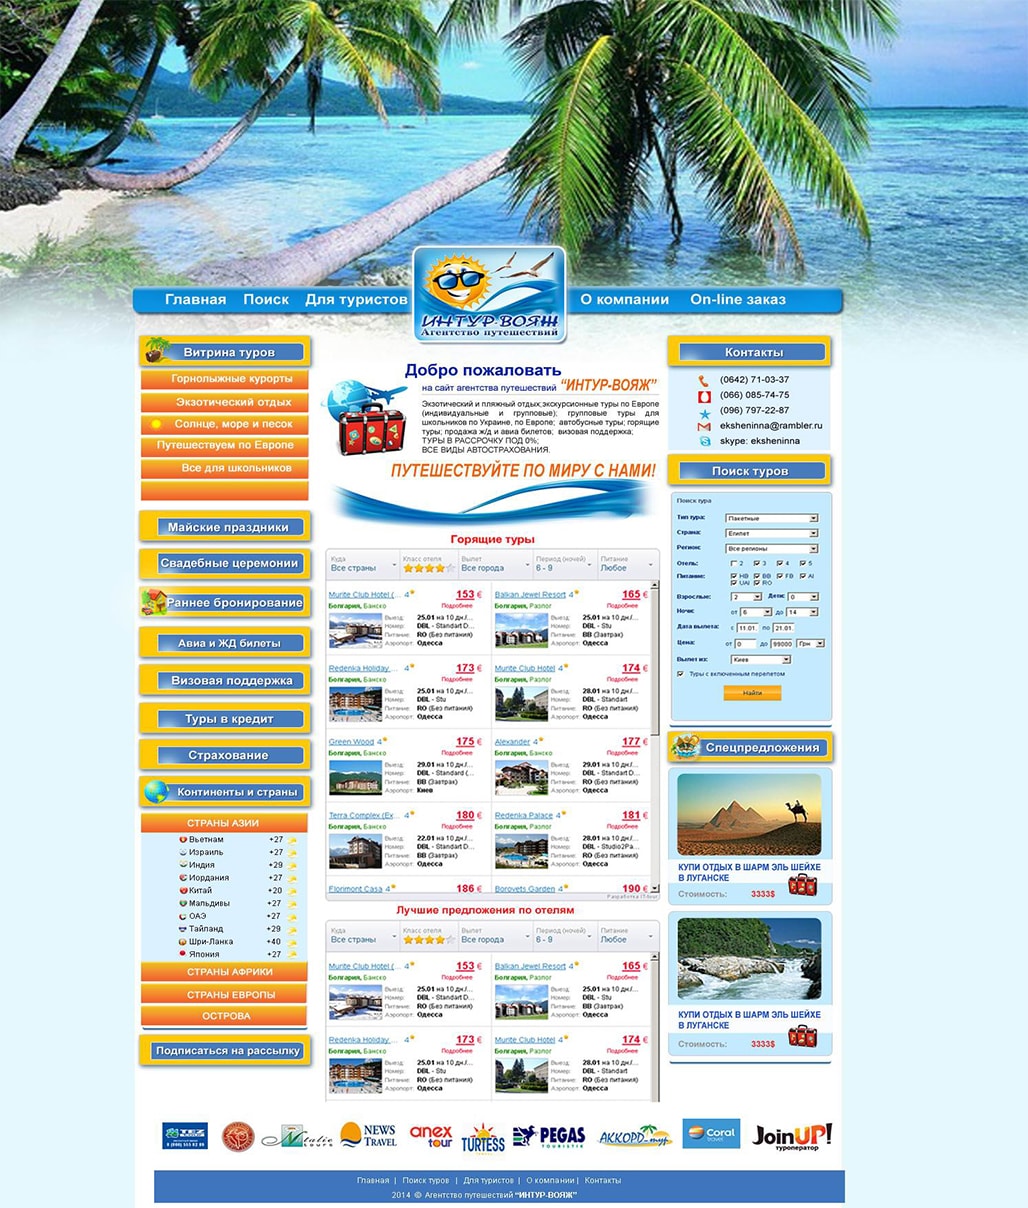 Главная Поиск Для туристов О компании On-line заказ
ИНТУР-ВОЯЖ
Агентство путешествий
Витрина туров
Горнолыжные курорты
Экзотический отдых
Солнце, море и песок
Путешествуем по Европе
Все для школьников
Майские праздники
Свадебные церемонии
Раннее бронирование
Авиа и ЖД билеты
Визовая поддержка
Туры в кредит
Страхование
Континенты и страны
СТРАНЫ АЗИИ
Вьетнам +27
Израиль +27
Индия +29
Иордания +26
Китай +20
Мальдивы +27
ОАЭ +27
Тайланд +29
Шри-Ланка +40
Япония +27
СТРАНЫ АФРИКИ
СТРАНЫ ЕВРОПЫ
ОСТРОВА
Подписаться на рассылку
Добро пожаловать
на сайт агентства путешествий “ИНТУР-ВОЯЖ”
Экзотический и пляжный отдых;экскурсионные туры по Европе
(индивидуальные и групповые); групповые туры для
школьников по Украине, по Европе; автобусные туры; горящие
туры; продажа ж/д и авиа билетов; визовая поддержка;
ТУРЫ В РАССРОЧКУ ПОД 0%;
ВСЕ ВИДЫ АВТОСТРАХОВАНИЯ.
ПУТЕШЕСТВУЙТЕ ПО МИРУ С НАМИ!
Горящие туры
Куда Класс отеля Вылет Период (ночей) Питание
Все страны Все города 6 - 9 Любое
Murite Club Hotel (... 4 153 €
Болгария, Банско Подробнее
Выезд: 25.01 на 10 дн./...
Номер: DBL - Standart D...
Питание: RO (Без питания)
Аэропорт: Одесса
Balkan Jewel Resort 4 165 €
Болгария, Разлог Подробнее
Выезд: 25.01 на 10 дн./...
Номер: DBL - Stu
Питание: BB (Завтрак)
Аэропорт: Одесса
Redenka Holiday ... 4 173 €
Болгария, Банско Подробнее
Выезд: 25.01 на 10 дн./...
Номер: DBL - Stu
Питание: RO (Без питания)
Аэропорт: Одесса
Murite Club Hotel 4 174 €
Болгария, Разлог Подробнее
Выезд: 28.01 на 10 дн./...
Номер: DBL - Standart
Питание: RO (Без питания)
Аэропорт: Одесса
Green Wood 4 175 €
Болгария, Банско Подробнее
Выезд: 29.01 на 10 дн./...
Номер: DBL - Standard (...
Питание: BB (Завтрак)
Аэропорт: Киев
Alexander 4 177 €
Болгария, Банско Подробнее
Выезд: 29.01 на 10 дн./...
Номер: DBL - Standart D...
Питание: RO (Без питания)
Аэропорт: Одесса
Terra Complex (Ex... 4 180 €
Болгария, Банско Подробнее
Выезд: 22.01 на 10 дн./...
Номер: DBL - Standart D...
Питание: BB (Завтрак)
Аэропорт: Одесса
Redenka Palace 4 181 €
Болгария, Разлог Подробнее
Выезд: 28.01 на 10 дн./...
Номер: DBL - Studio2Pa...
Питание: RO (Без питания)
Аэропорт: Одесса
Florimont Casa 4 186 €
Borovets Garden 4 190 €
Лучшие предложения по отелям
Куда Класс отеля Вылет Период (ночей) Питание
Все страны Все города 6 - 9 Любое
Murite Club Hotel (... 4 153 €
Болгария, Банско Подробнее
Выезд: 25.01 на 10 дн./...
Номер: DBL - Standart D...
Питание: RO (Без питания)
Аэропорт: Одесса
Balkan Jewel Resort 4 165 €
Болгария, Разлог Подробнее
Выезд: 25.01 на 10 дн./...
Номер: DBL - Stu
Питание: BB (Завтрак)
Аэропорт: Одесса
Redenka Holiday ... 4 173 €
Болгария, Банско Подробнее
Выезд: 25.01 на 10 дн./...
Номер: DBL - Stu
Питание: RO (Без питания)
Аэропорт: Одесса
Murite Club Hotel 4 174 €
Болгария, Разлог Подробнее
Выезд: 28.01 на 10 дн./...
Номер: DBL - Standart
Питание: RO (Без питания)
Аэропорт: Одесса
Контакты
(0642) 71-03-37
(066) 085-74-75
(096) 797-22-87
eksheninna@rambler.ru
skype: eksheninna
Поиск туров
Поиск тура
Тип тура: Пакетные
Страна: Египет
Регион: Все регионы
Отель: 2 3 4 5
Питание: HB BB FB AI
UAI RO
Взрослые: 2 Дети: 0
Ночи: от 6 до 14
Дата вылета: с 11.01. по 21.01.
Цена: от 0 до 99000 Грн
Вылет из: Киев
Туры с включенным перелетом
Найти
Спецпредложения
КУПИ ОТДЫХ В ШАРМ ЭЛЬ ШЕЙХЕ
В ЛУГАНСКЕ
Стоимость: 3333$
КУПИ ОТДЫХ В ШАРМ ЭЛЬ ШЕЙХЕ
В ЛУГАНСКЕ
Стоимость: 3333$
TEZ
NEWS TRAVEL
anex tour
TURTESS
PEGAS
TOURISTIK
АККОРД-тур
Coral
travel
JoinUP!
туроператор
Главная | Поиск туров | Для туристов | О компании | Контакты
2014 © Агентство путешествий “ИНТУР-ВОЯЖ”